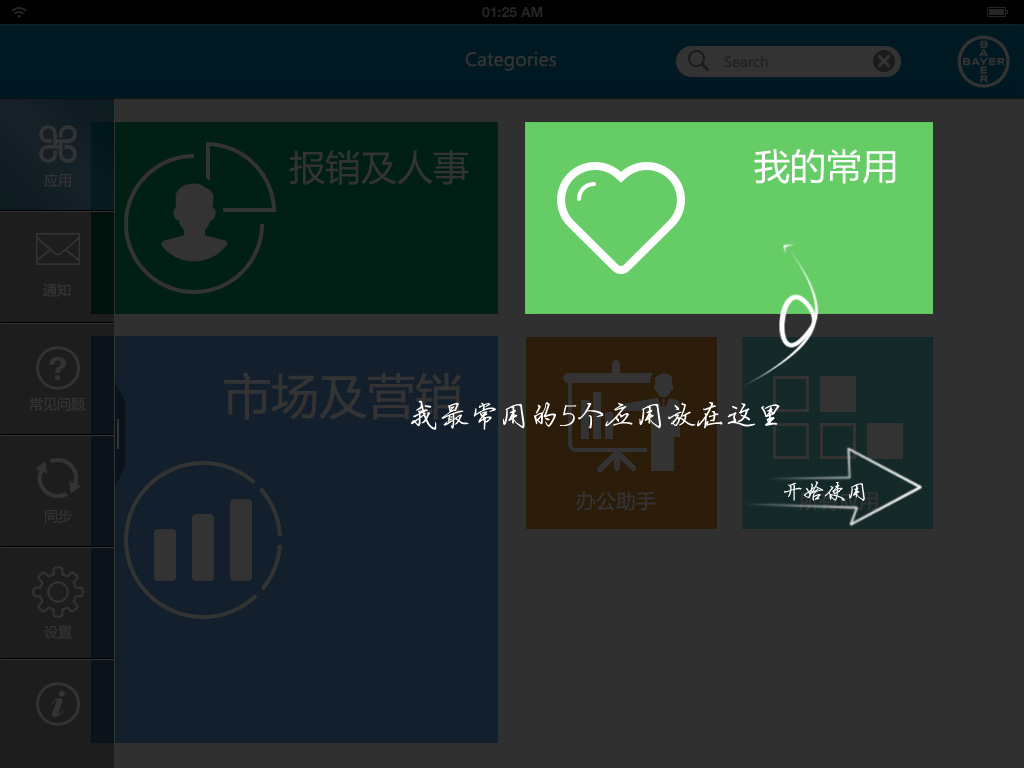 01:25 AM
Categories
Search
BAYER
BAYER
应用
通知
常见问题
同步
设置
报销及人事
我的常用
市场及营销
我最常用的5个应用放在这里
办公助手
开始使用